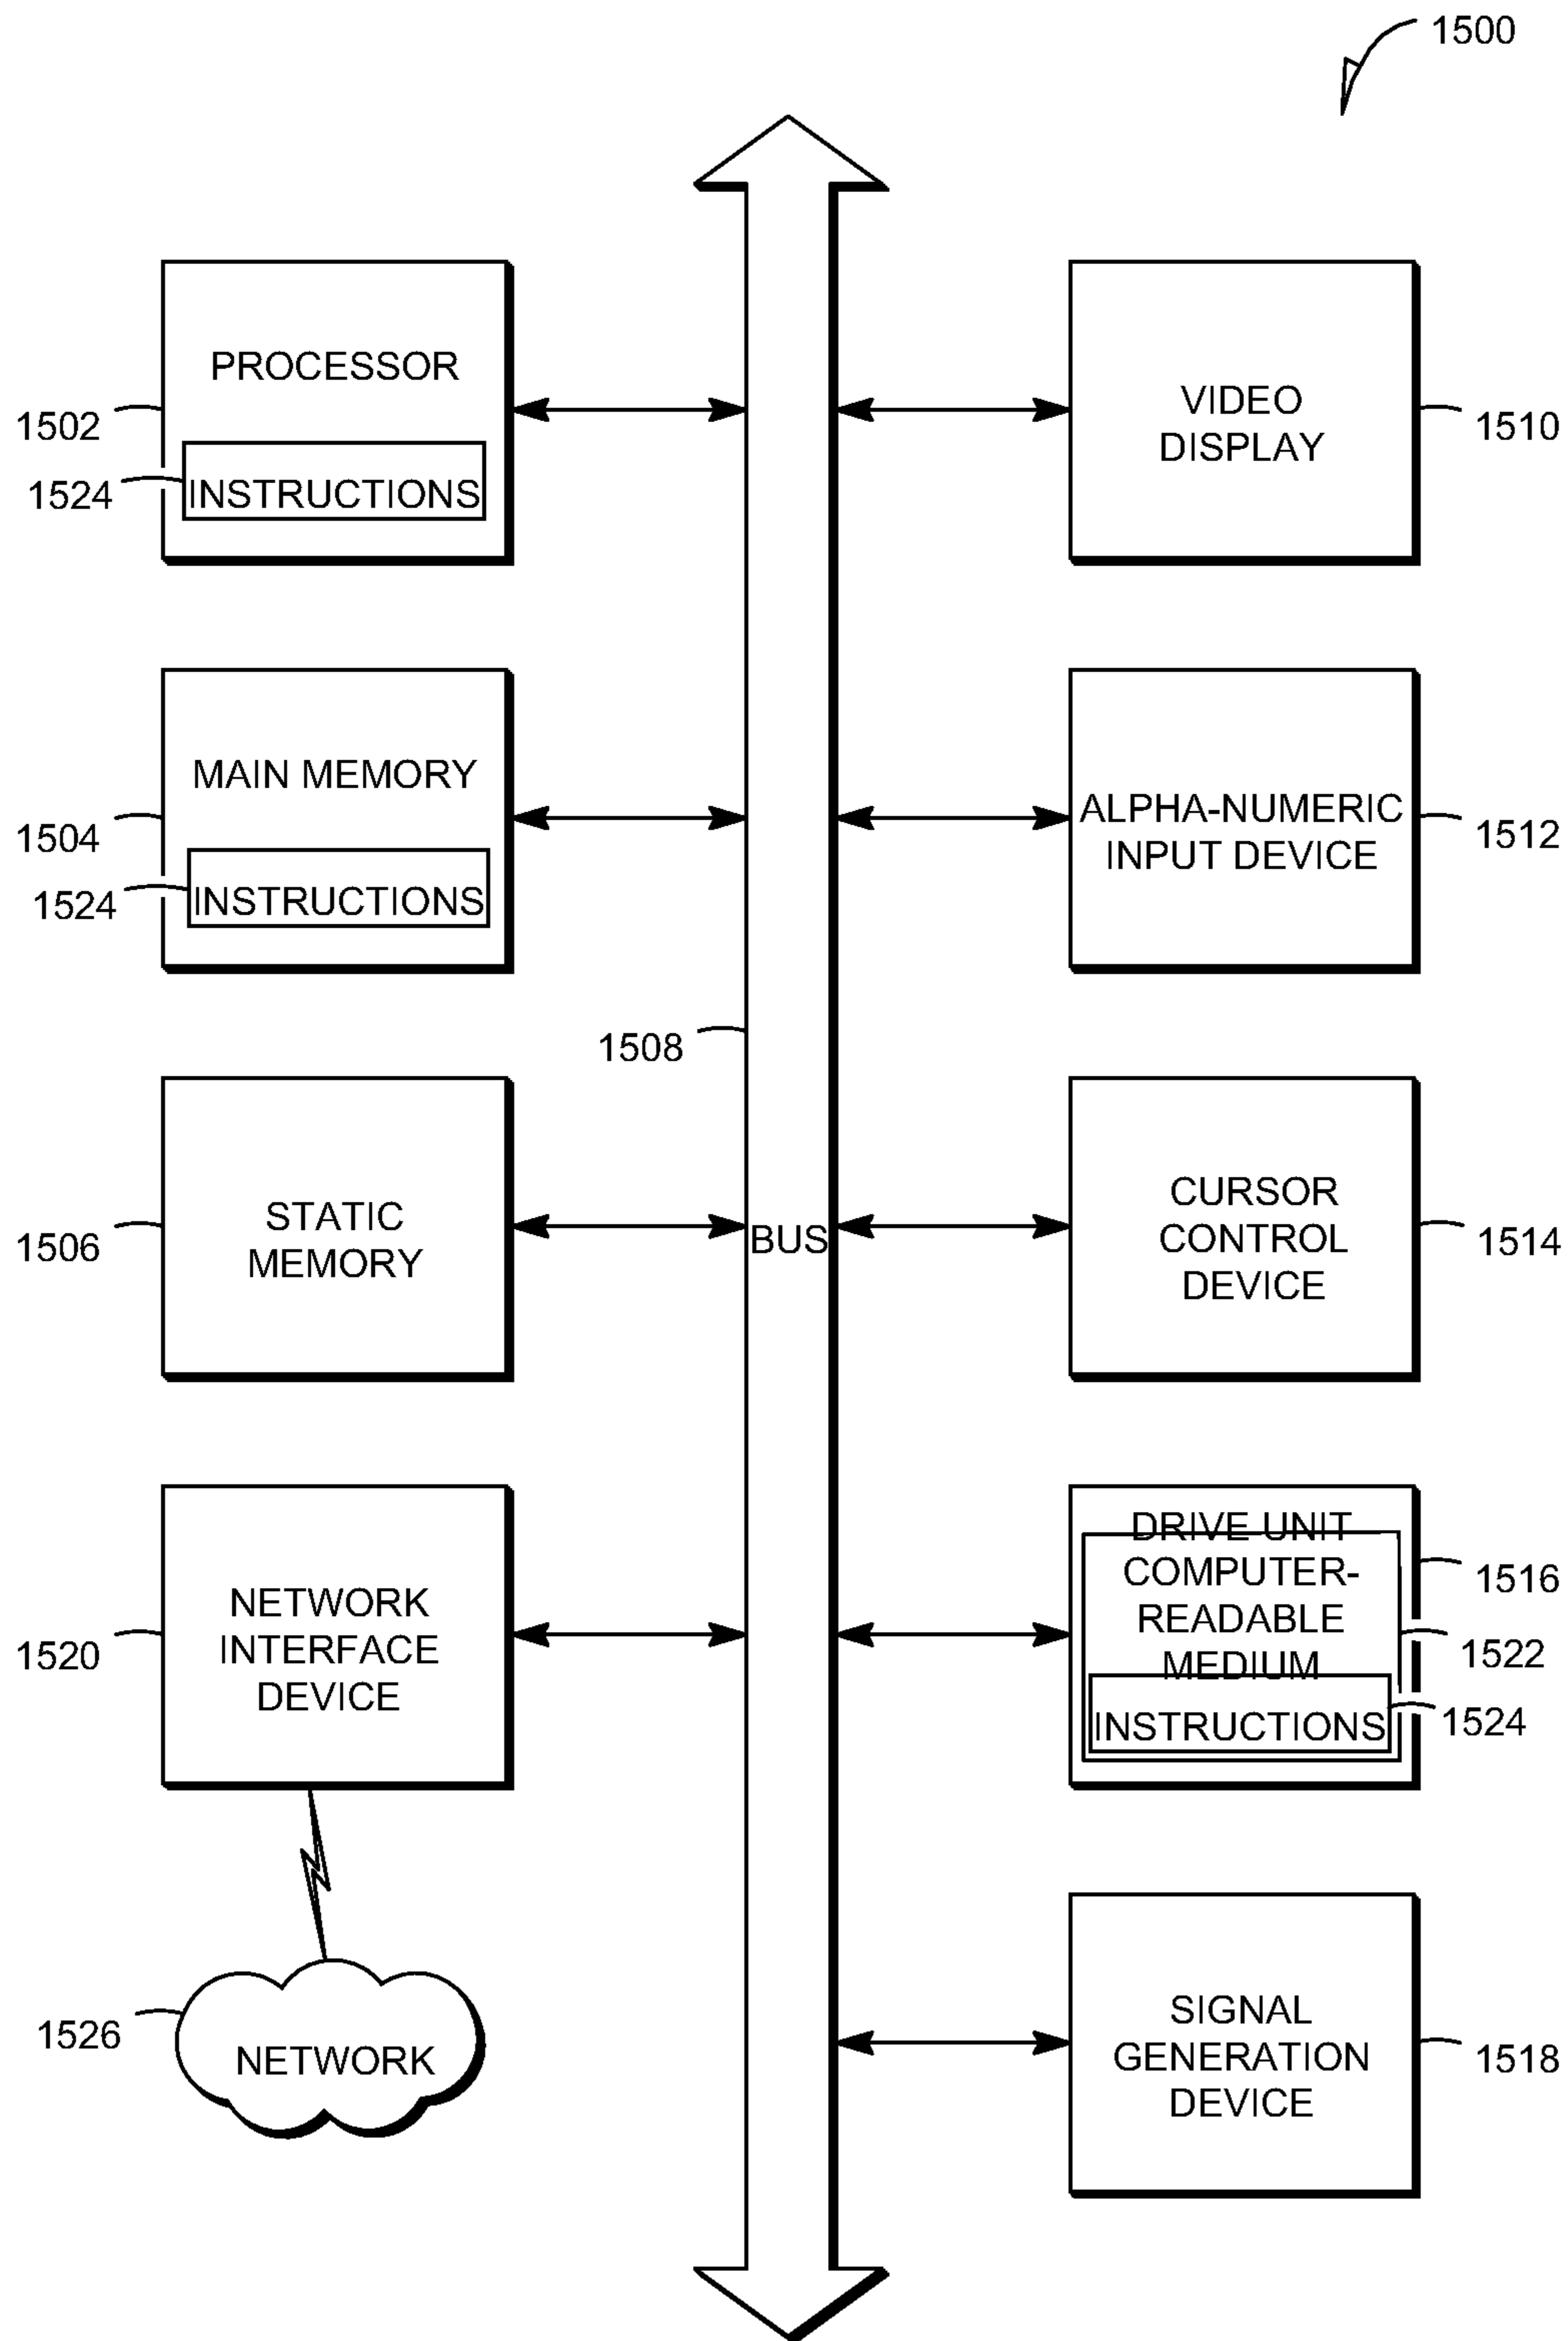 1500
PROCESSOR
1502
1524
INSTRUCTIONS
VIDEO
DISPLAY
1510
MAIN MEMORY
1504
1524
INSTRUCTIONS
ALPHA-NUMERIC
INPUT DEVICE
1512
1508
STATIC
MEMORY
1506
BUS
CURSOR
CONTROL
DEVICE
1514
NETWORK
INTERFACE
DEVICE
1520
DRIVE UNIT
COMPUTER-
READABLE
MEDIUM
INSTRUCTIONS
1516
1522
1524
1526
NETWORK
SIGNAL
GENERATION
DEVICE
1518